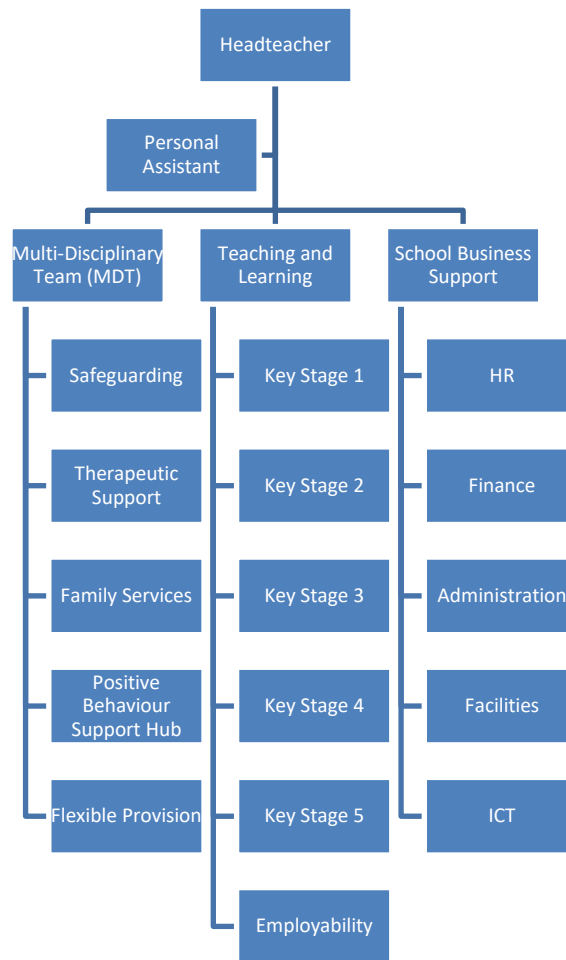 Headteacher
Personal
Assistant
Multi-Disciplinary
Team (MDT)
Safeguarding
Therapeutic
Support
Family Services
Positive
Behaviour
Support Hub
Flexible Provision
Teaching and
Learning
Key Stage 1
Key Stage 2
Key Stage 3
Key Stage 4
Key Stage 5
Employability
School Business
Support
HR
Finance
Administration
Facilities
ICT